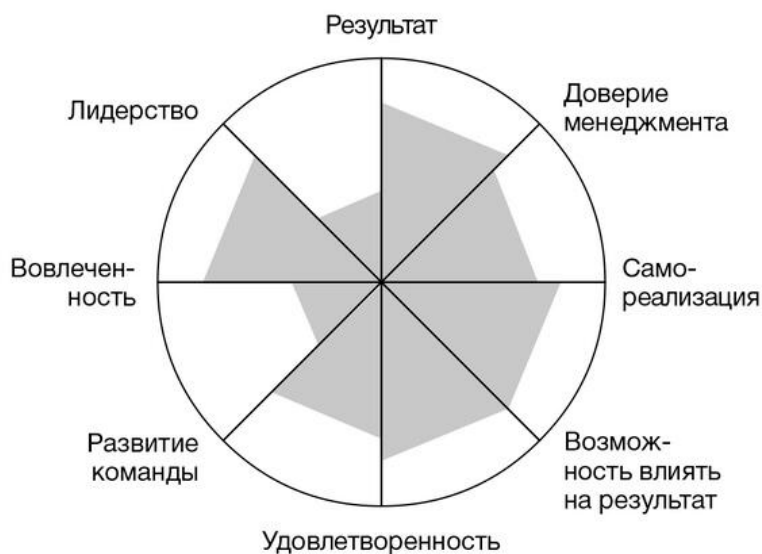 Результат
Доверие
менеджмента
Само-
реализация
Возмож-
ность влиять
на результат
Удовлетворенность
Развитие
команды
Вовлечен-
ность
Лидерство